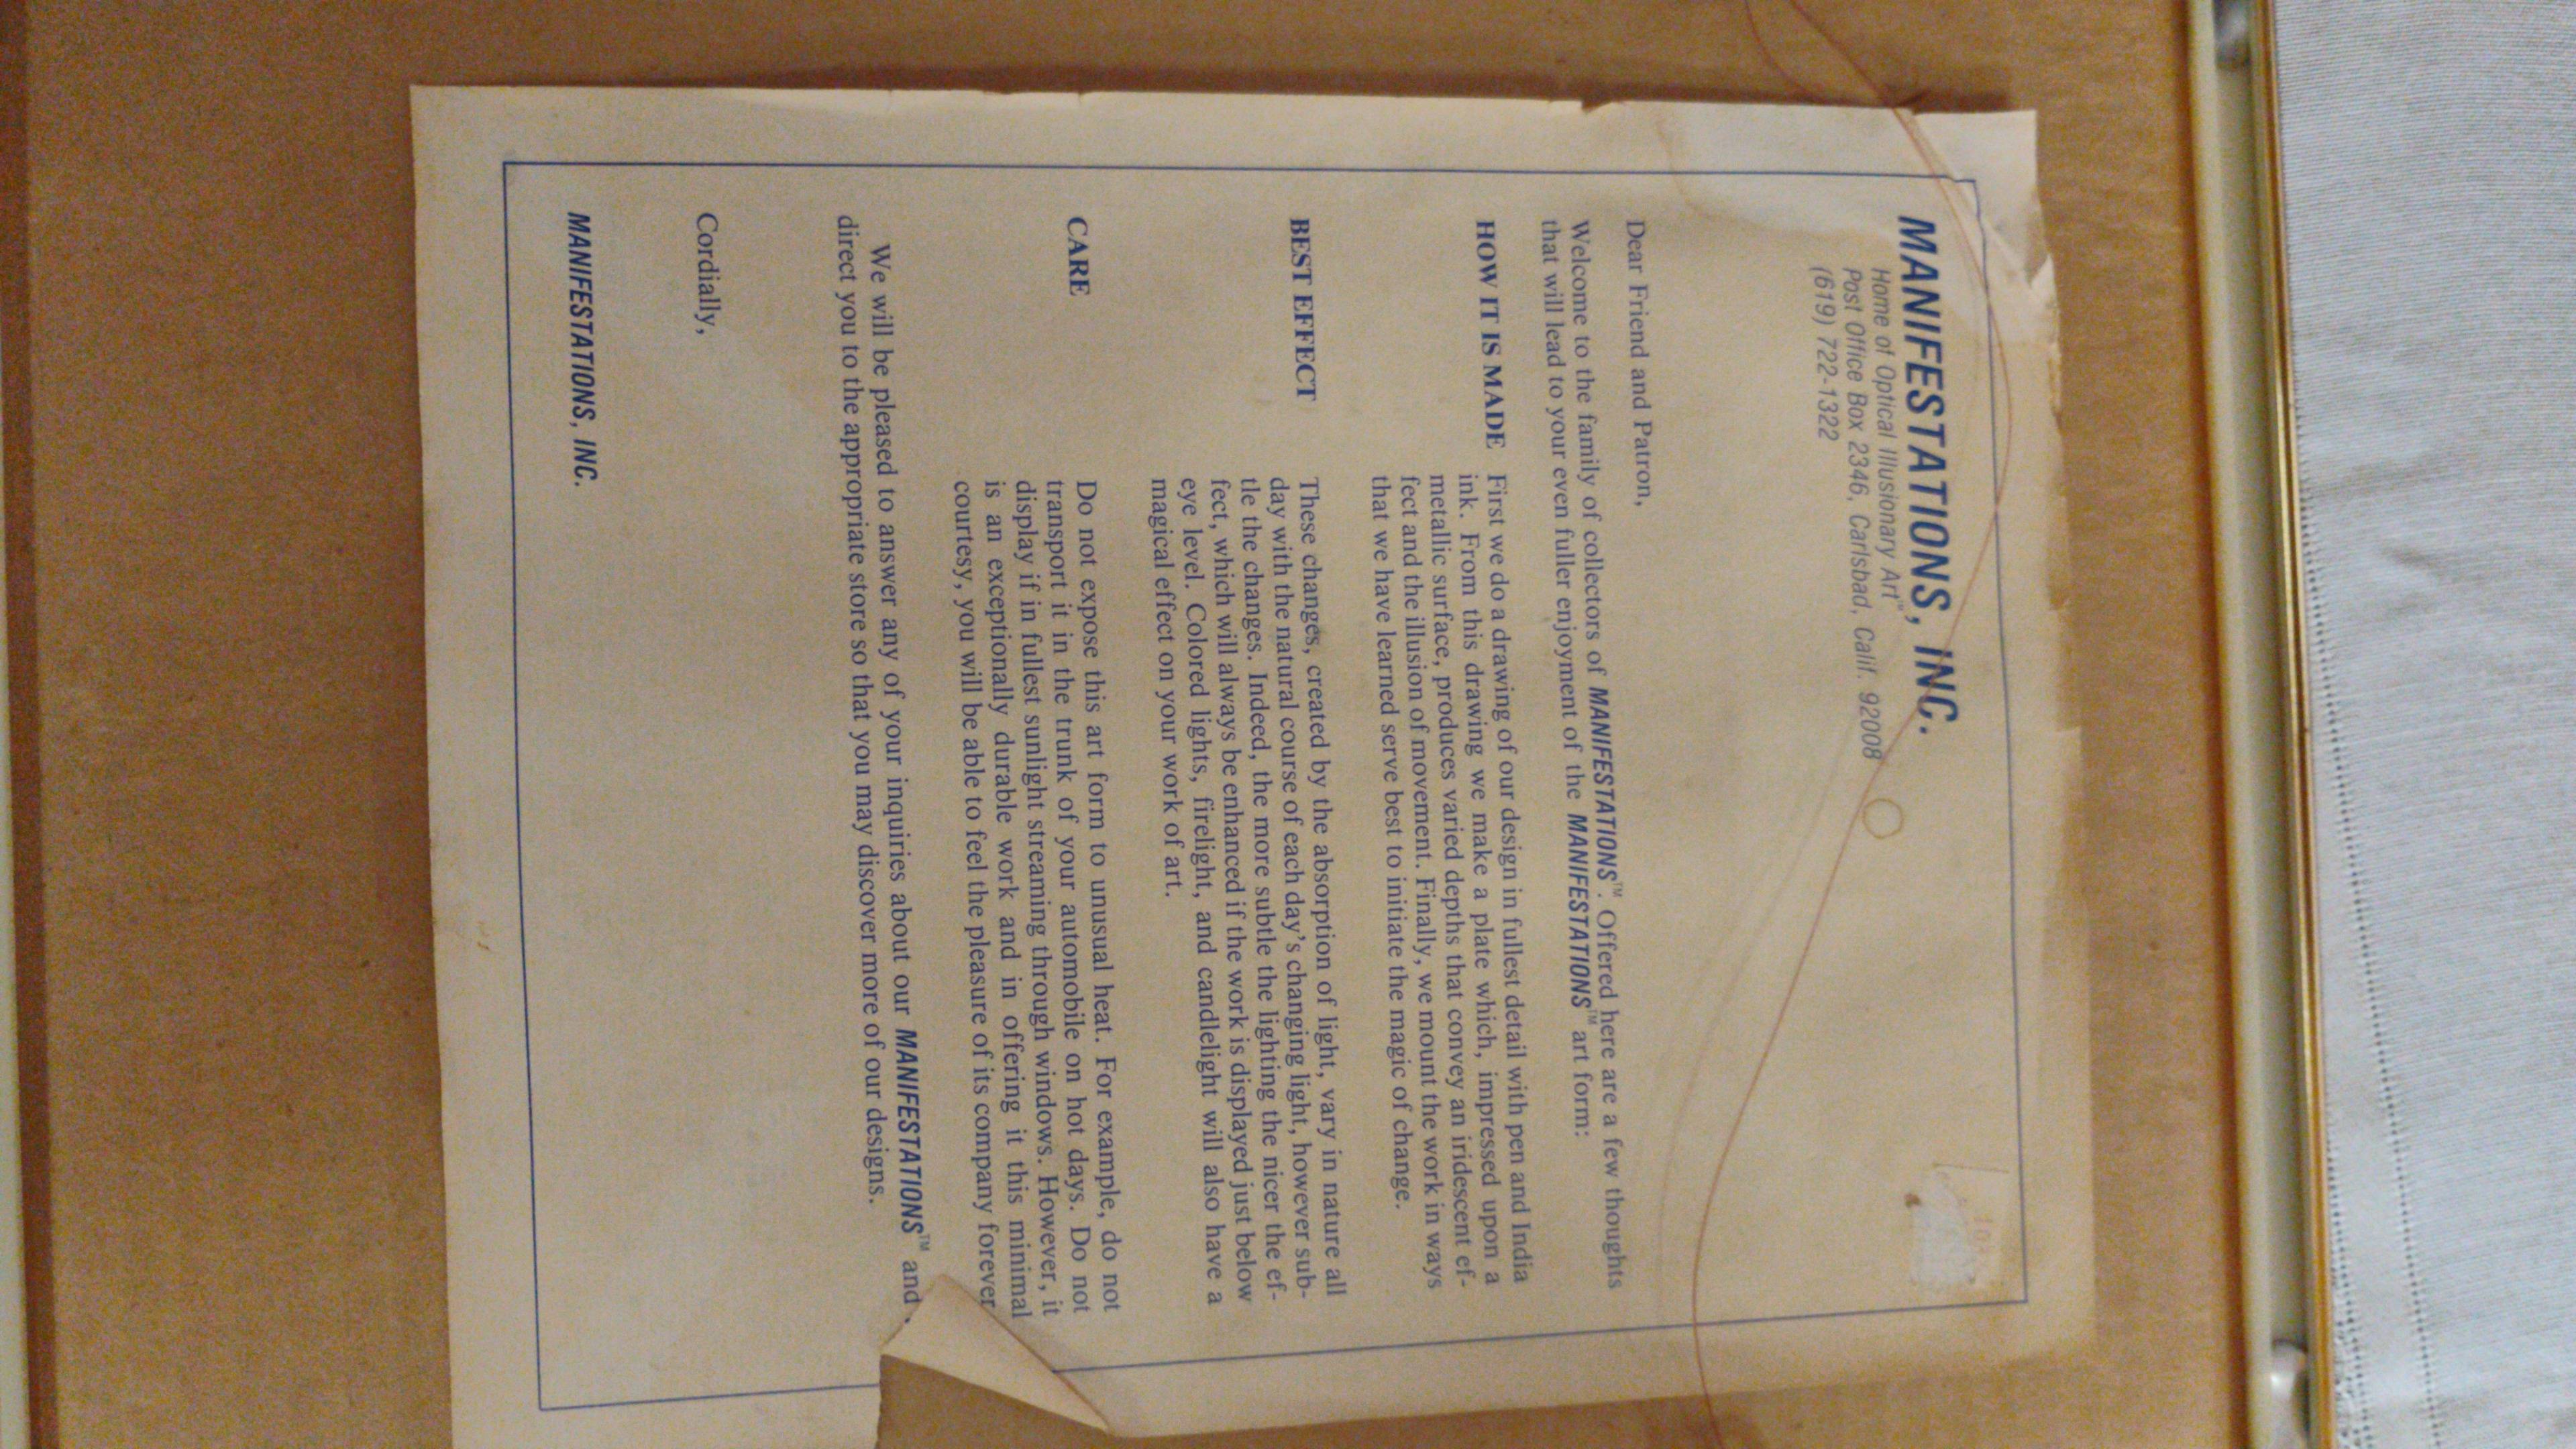 MANIFESTATIONS, INC.
Home of Optical Illusionary Art™
Post Office Box 2346, Carlsbad, Calif. 92008
(619) 722-1322
Dear Friend and Patron,
Welcome to the family of collectors of MANIFESTATIONS™. Offered here are a few thoughts
that will lead to your even fuller enjoyment of the MANIFESTATIONS™ art form:
HOW IT IS MADE First we do a drawing of our design in fullest detail with pen and India
ink. From this drawing we make a plate which, impressed upon a
metallic surface, produces varied depths that convey an iridescent ef-
fect and the illusion of movement. Finally, we mount the work in ways
that we have learned serve best to initiate the magic of change.
BEST EFFECT These changes, created by the absorption of light, vary in nature all
day with the natural course of each day's changing light, however sub-
tle the changes. Indeed, the more subtle the lighting the nicer the ef-
fect, which will always be enhanced if the work is displayed just below
eye level. Colored lights, firelight, and candlelight will also have a
magical effect on your work of art.
CARE Do not expose this art form to unusual heat. For example, do not
transport it in the trunk of your automobile on hot days. Do not
display if in fullest sunlight streaming through windows. However, it
is an exceptionally durable work and in offering it this minimal
courtesy, you will be able to feel the pleasure of its company forever
We will be pleased to answer any of your inquiries about our MANIFESTATIONS™ and
direct you to the appropriate store so that you may discover more of our designs.
Cordially,
MANIFESTATIONS, INC.